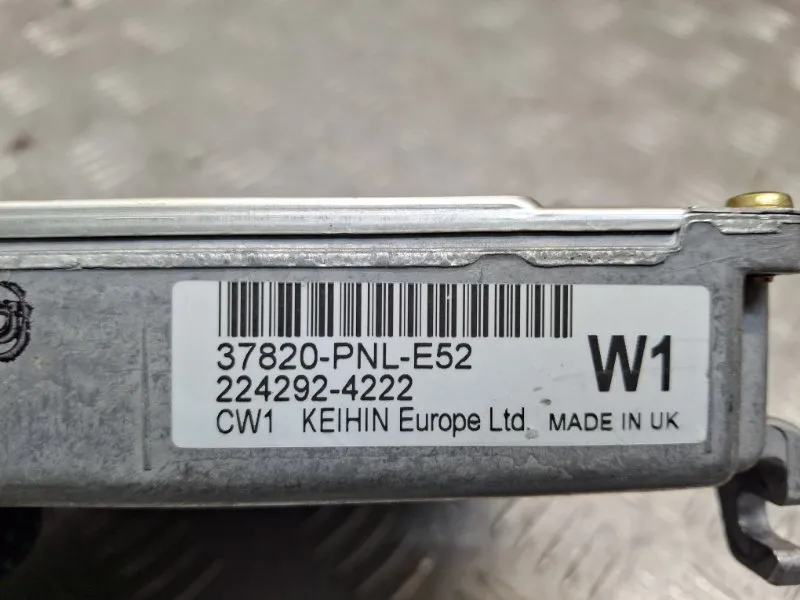 37820-PNL-E52
224292-4222
W1
CW1 KEIHIN Europe Ltd. MADE IN UK